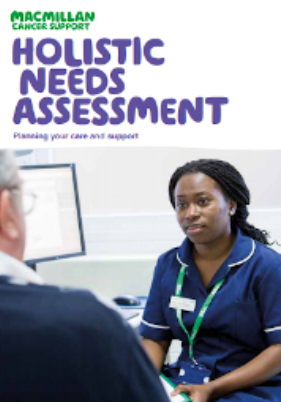 MACMILLAN
CANCER SUPPORT
HOLISTIC
NEEDS
ASSESSMENT
Planning your care and support